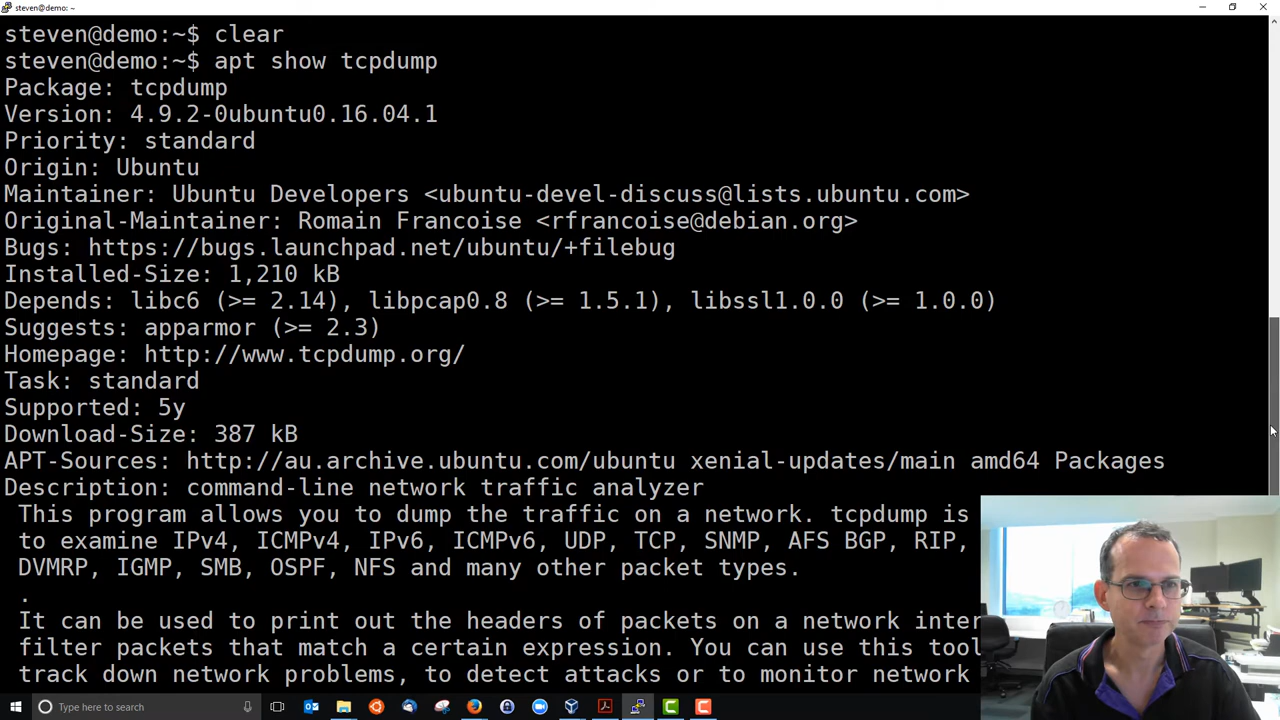 steven@demo: ~
steven@demo:~$ clear
steven@demo:~$ apt show tcpdump
Package: tcpdump
Version: 4.9.2-0ubuntu0.16.04.1
Priority: standard
Origin: Ubuntu
Maintainer: Ubuntu Developers <ubuntu-devel-discuss@lists.ubuntu.com>
Original-Maintainer: Romain Francoise <rfrancoise@debian.org>
Bugs: https://bugs.launchpad.net/ubuntu/+filebug
Installed-Size: 1,210 kB
Depends: libc6 (>= 2.14), libpcap0.8 (>= 1.5.1), libssl1.0.0 (>= 1.0.0)
Suggests: apparmor (>= 2.3)
Homepage: http://www.tcpdump.org/
Task: standard
Supported: 5y
Download-Size: 387 kB
APT-Sources: http://au.archive.ubuntu.com/ubuntu xenial-updates/main amd64 Packages
Description: command-line network traffic analyzer
This program allows you to dump the traffic on a network. tcpdump is
to examine IPv4, ICMPv4, IPv6, ICMPv6, UDP, TCP, SNMP, AFS BGP, RIP,
DVMRP, IGMP, SMB, OSPF, NFS and many other packet types.
.
It can be used to print out the headers of packets on a network inter
filter packets that match a certain expression. You can use this tool
track down network problems, to detect attacks or to monitor network
Type here to search